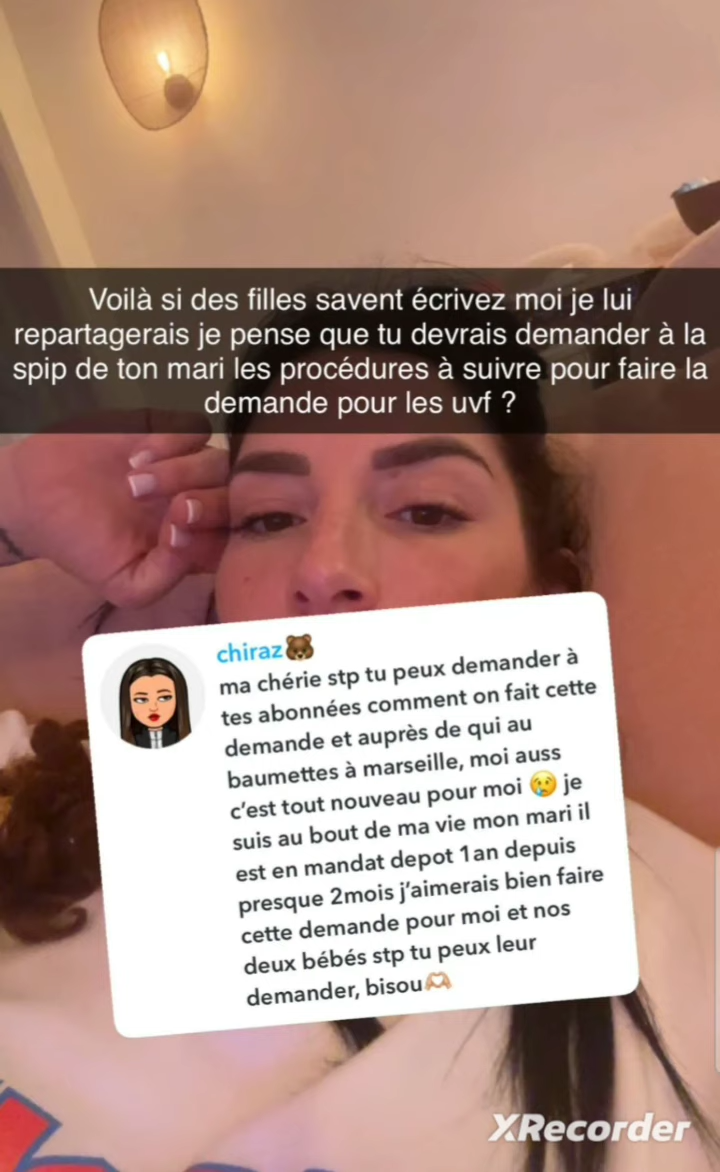 Voilà si des filles savent écrivez moi je lui
repartagerais je pense que tu devrais demander à la
spip de ton mari les procédures à suivre pour faire la
demande pour les uvf ?
chiraz🐻
ma chérie stp tu peux demander à
tes abonnées comment on fait cette
demande et auprès de qui au
baumettes à marseille, moi auss
c'est tout nouveau pour moi 😢 je
suis au bout de ma vie mon mari il
est en mandat depot 1an depuis
presque 2mois j'aimerais bien faire
cette demande pour moi et nos
deux bébés stp tu peux leur
demander, bisou🫶🏻
XRecorder